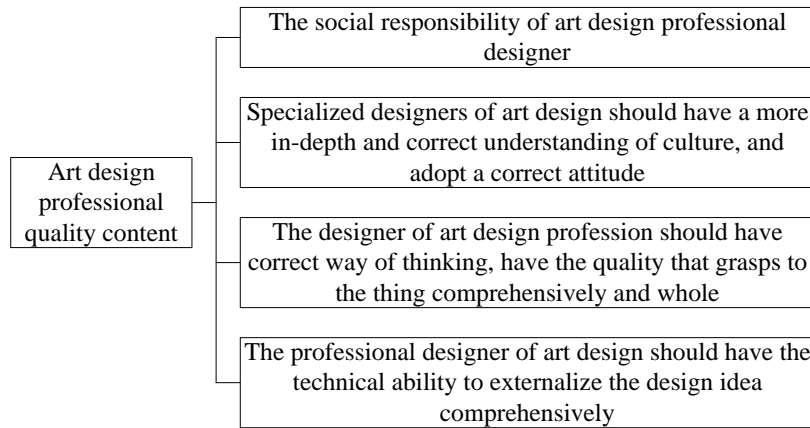 The social responsibility of art design professional
designer
Specialized designers of art design should have a more
in-depth and correct understanding of culture, and
adopt a correct attitude
Art design
professional
quality content
The designer of art design profession should have
correct way of thinking, have the quality that grasps to
the thing comprehensively and whole
The professional designer of art design should have the
technical ability to externalize the design idea
comprehensively